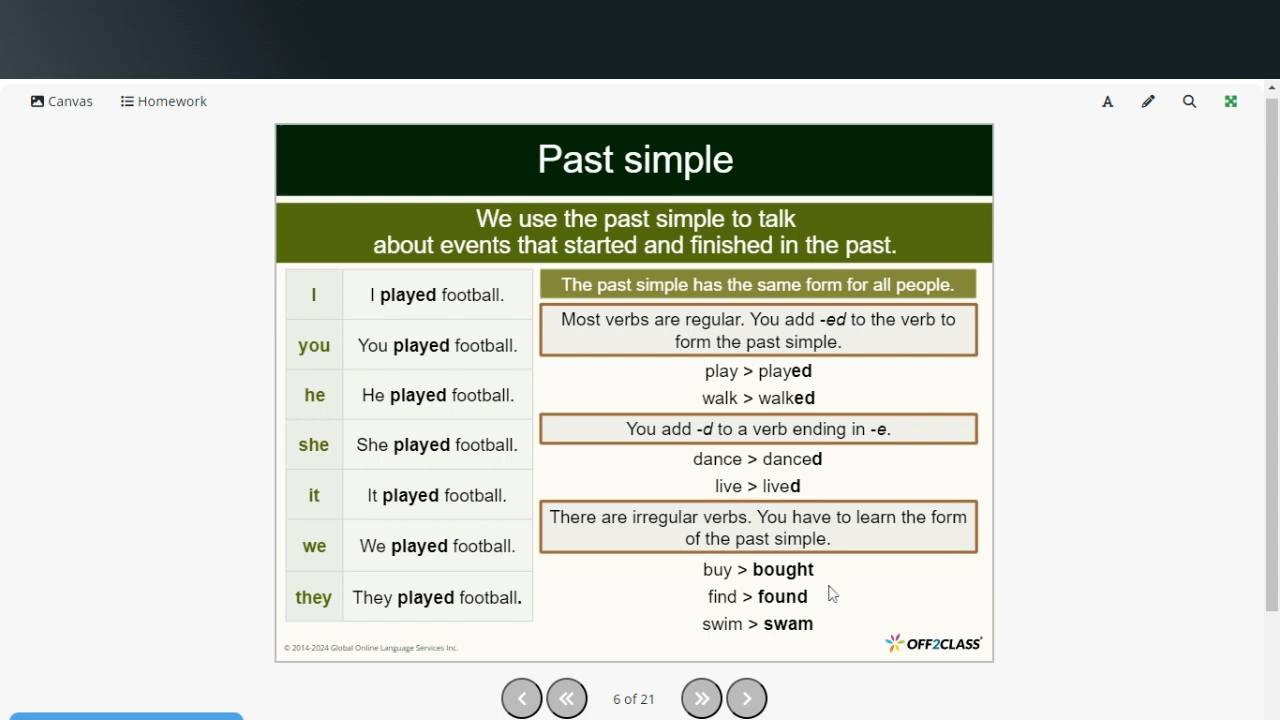 Canvas
Homework
A
Past simple
We use the past simple to talk
about events that started and finished in the past.
I
I played football.
you
You played football.
he
He played football.
she
She played football.
it
It played football.
we
We played football.
they
They played football.
The past simple has the same form for all people.
Most verbs are regular. You add -ed to the verb to
form the past simple.
play > played
walk > walked
You add -d to a verb ending in -e.
dance > danced
live > lived
There are irregular verbs. You have to learn the form
of the past simple.
buy > bought
find > found
swim > swam
© 2014-2024 Global Online Language Services Inc.
OFF2CLASS
6 of 21